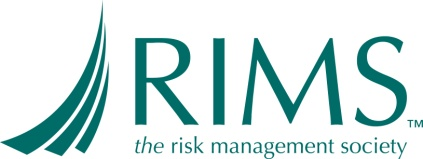 RIMS™
the risk management society